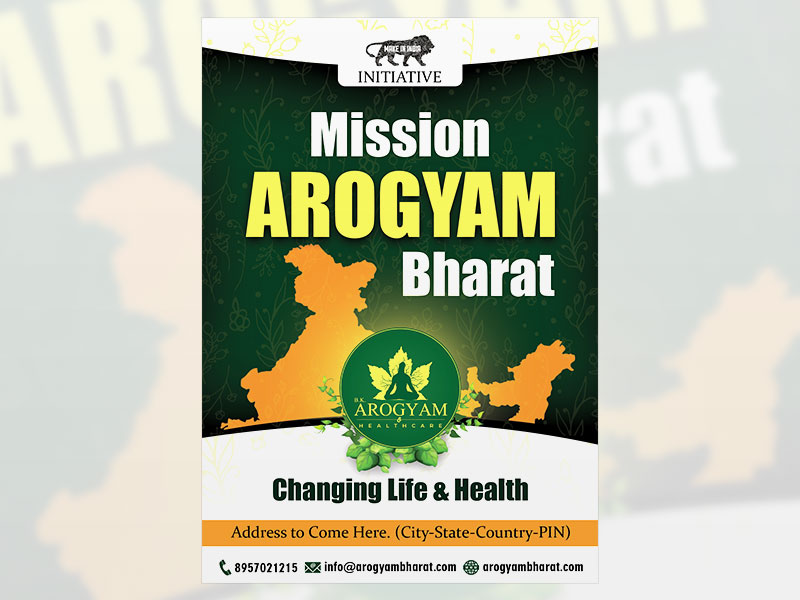 MAKE IN INDIA
INITIATIVE
Mission
AROGYAM
Bharat
B.K.
AROGYAM
&
HEALTHCARE
Changing Life & Health
Address to Come Here. (City-State-Country-PIN)
8957021215 info@arogyambharat.com arogyambharat.com